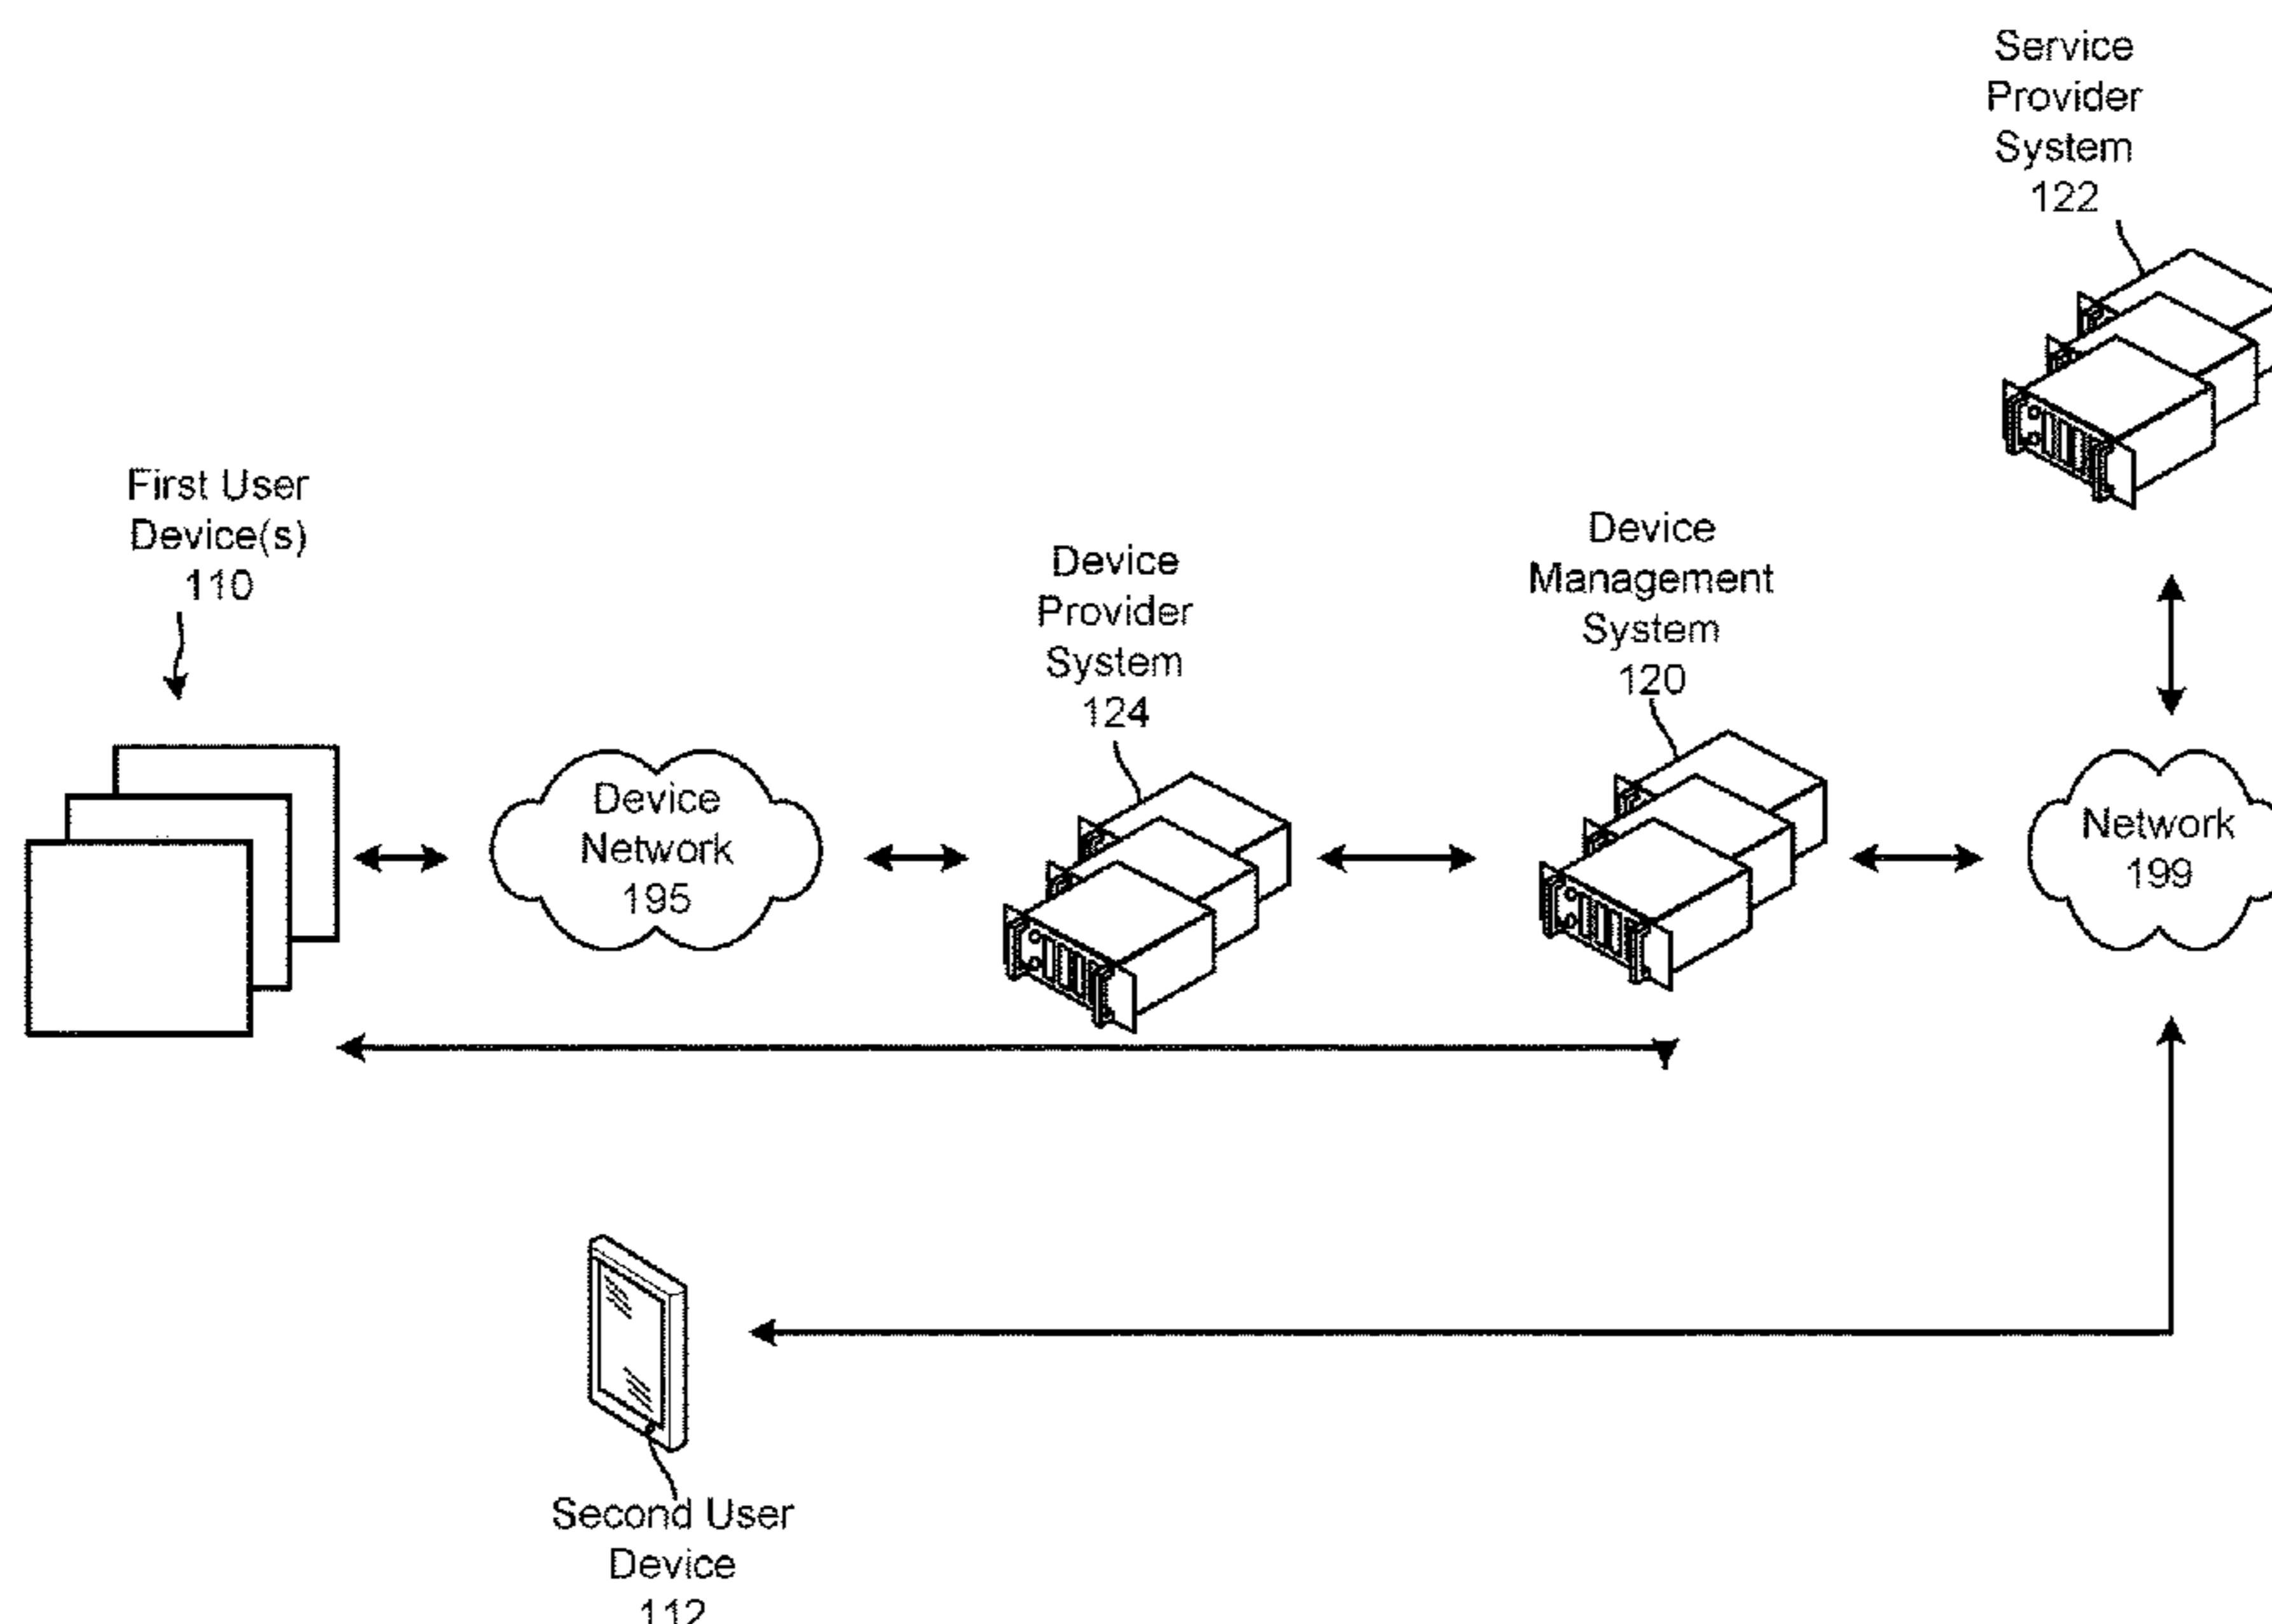 Service
Provider
System
122
First User
Device(s)
110
Device
Provider
System
124
Device
Management
System
120
Device
Network
195
Network
199
Second User
Device
112